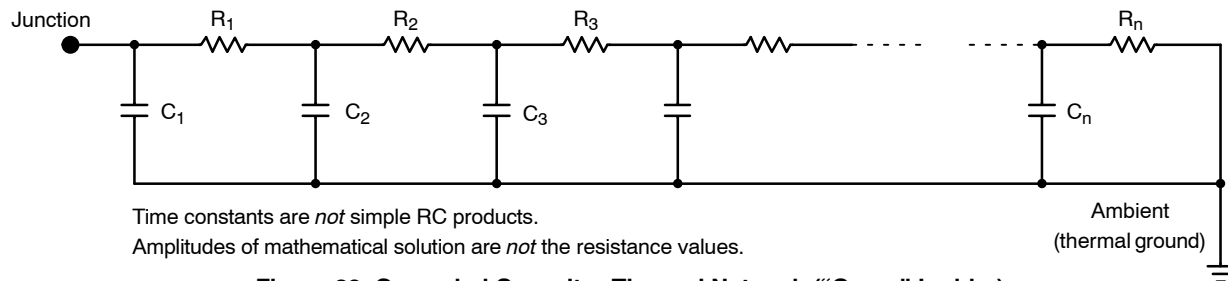 Junction
R1
R2
R3
Rn
C1
C2
C3
Cn
Time constants are not simple RC products.
Amplitudes of mathematical solution are not the resistance values.
Ambient
(thermal ground)